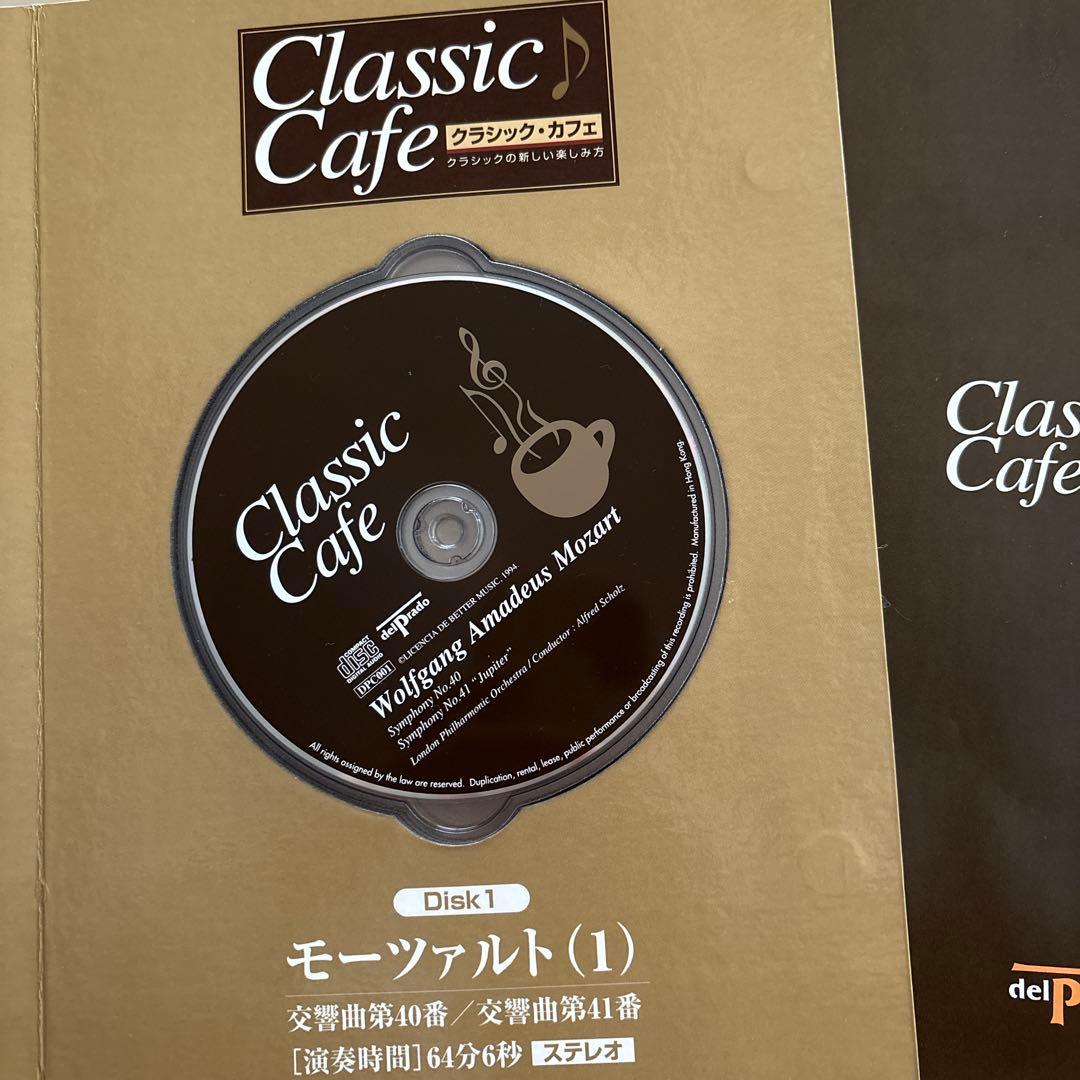 Classic
Cafe
クラシック・カフェ
クラシックの新しい楽しみ方
Classic
Cafe
COMPACT
disc
DIGITAL AUDIO
delPrado
DPC001
©LICENCIA DE BETTER MUSIC, 1994
Wolfgang Amadeus Mozart
Symphony No.40
Symphony No.41 "Jupiter"
London Philharmonic Orchestra / Conductor : Alfred Scholz
All rights assigned by the law are reserved. Duplication, rental, lease, public performance or broadcasting of this recording is prohibited. Manufactured in Hong Kong.
Disk1
モーツァルト(1)
交響曲第40番／交響曲第41番
[演奏時間]64分6秒 ステレオ
Clas
Cafe
delP